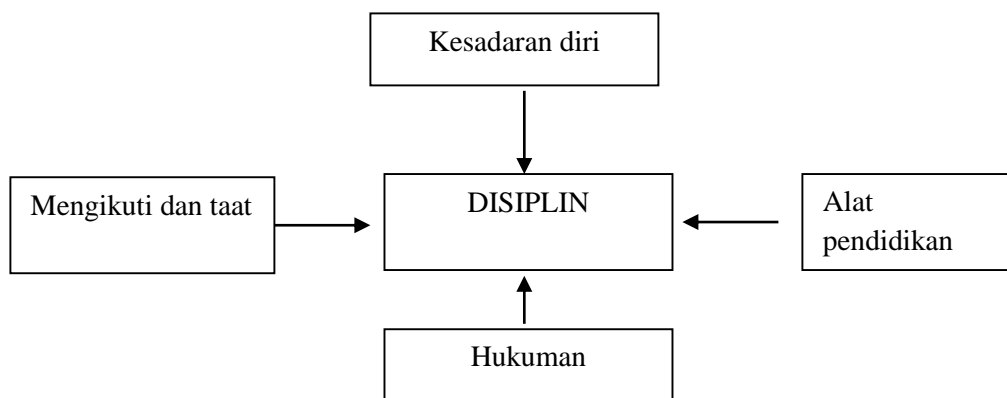 Kesadaran diri
Mengikuti dan taat
DISIPLIN
Alat
pendidikan
Hukuman